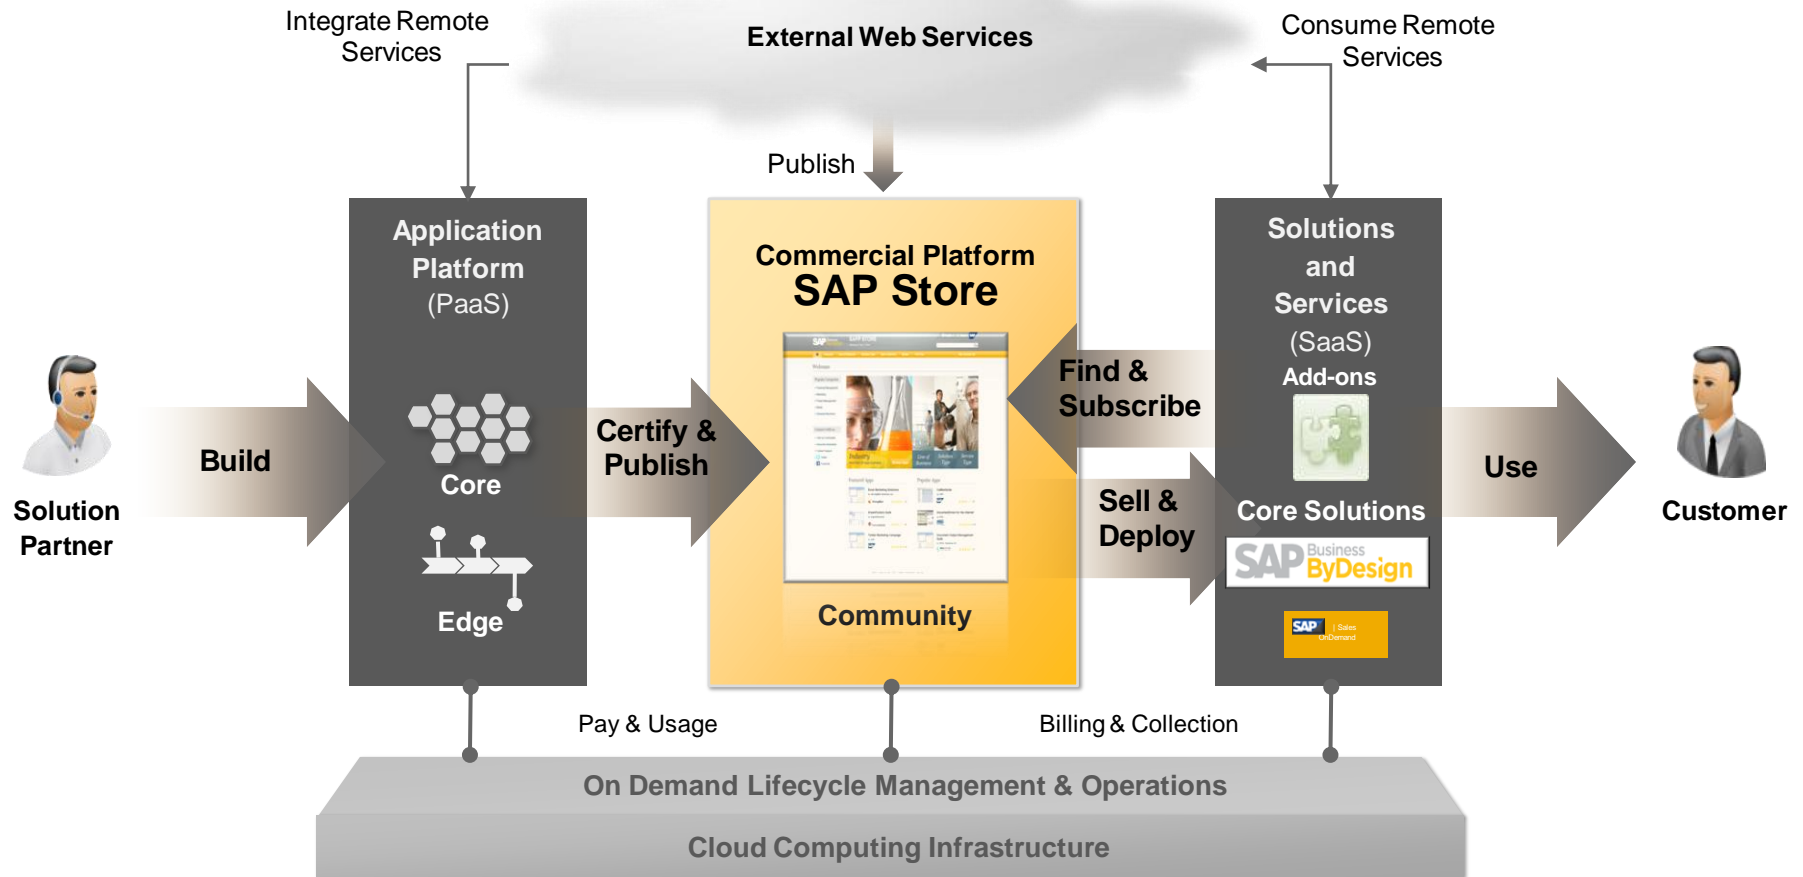 Integrate Remote
Services
External Web Services
Consume Remote
Services
Publish
Application
Platform
(PaaS)
Core
Edge
Commercial Platform
SAP Store
Community
Solutions
and
Services
(SaaS)
Add-ons
Core Solutions
SAP Business
ByDesign
SAP | Sales
OnDemand
Solution
Partner
Build
Certify &
Publish
Find &
Subscribe
Sell &
Deploy
Use
Customer
Pay & Usage
Billing & Collection
On Demand Lifecycle Management & Operations
Cloud Computing Infrastructure